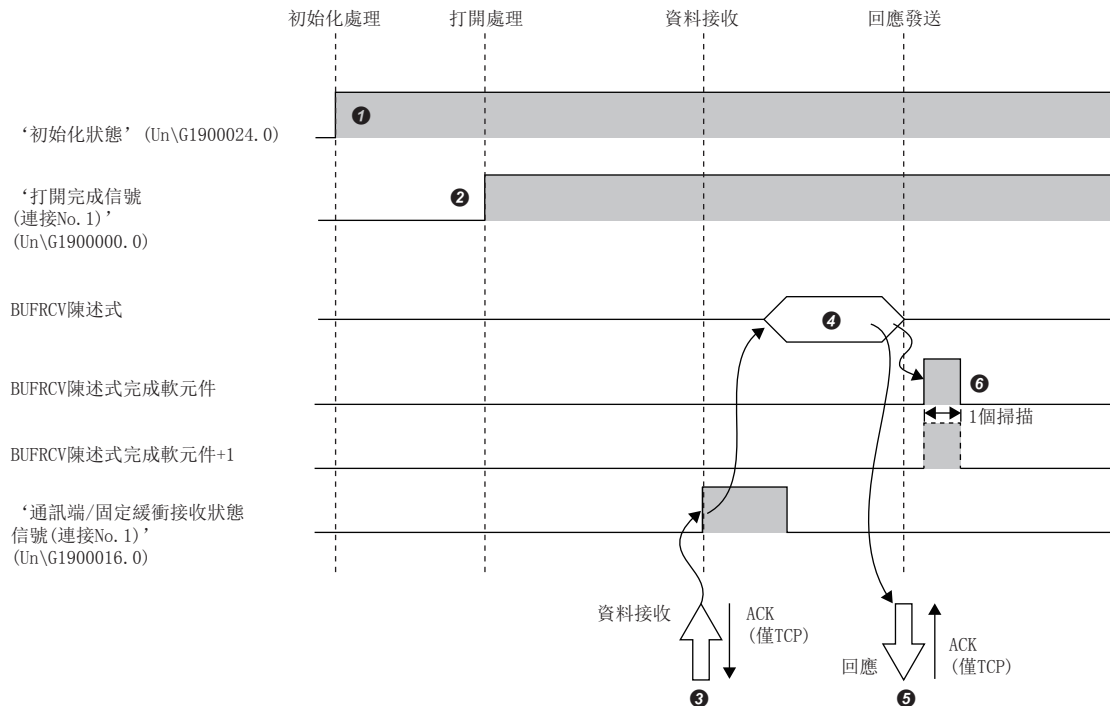 初始化處理
打開處理
資料接收
回應發送
❶
‘初始化狀態’(Un\G1900024.0)
‘打開完成信號
(連接No.1)’
(Un\G1900000.0)
❷
BUFRCV陳述式
❹
BUFRCV陳述式完成軟元件
❻
1個掃描
BUFRCV陳述式完成軟元件+1
‘通訊端/固定緩衝接收狀態
信號(連接No.1)’
(Un\G1900016.0)
資料接收
ACK
(僅TCP)
❸
回應
ACK
(僅TCP)
❺